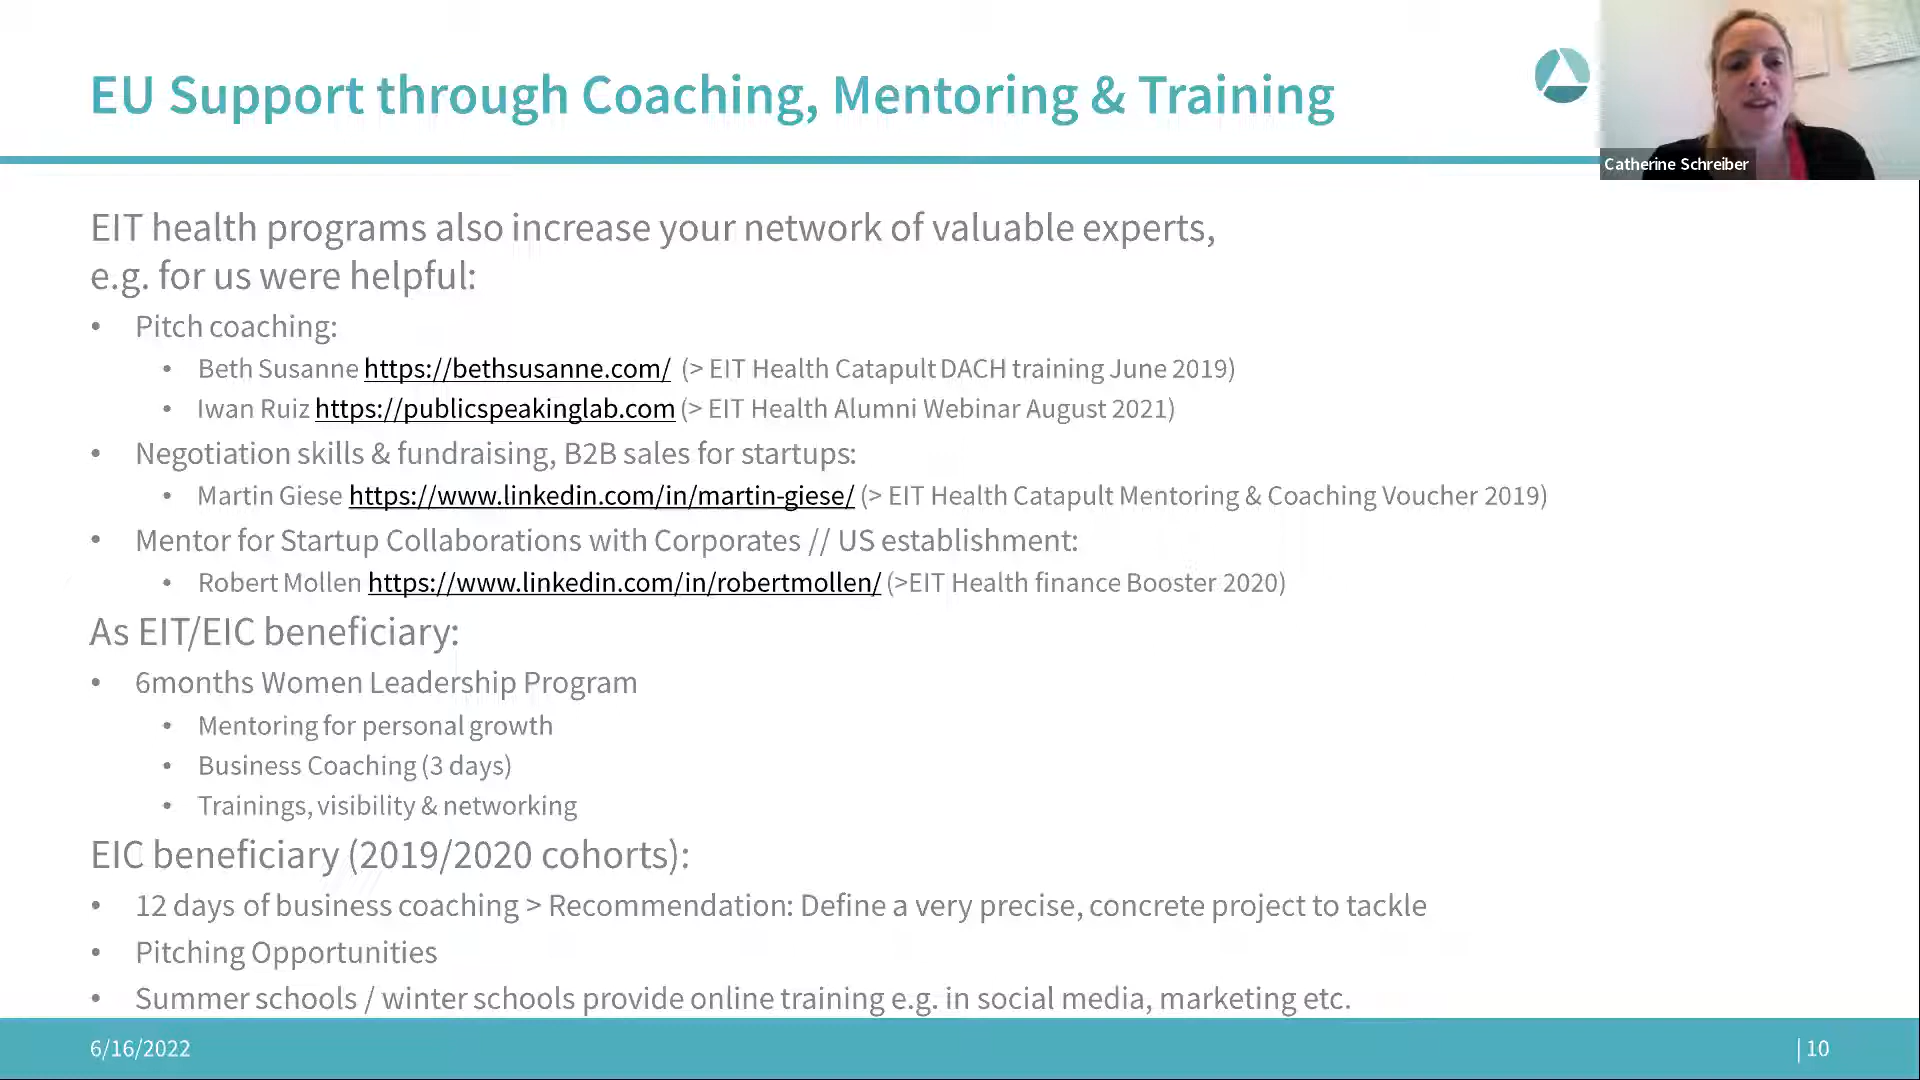 EU Support through Coaching, Mentoring & Training
Catherine Schreiber
EIT health programs also increase your network of valuable experts,
e.g. for us were helpful:
• Pitch coaching:
• Beth Susanne https://bethsusanne.com/ (> EIT Health Catapult DACH training June 2019)
• Iwan Ruiz https://publicspeakinglab.com (> EIT Health Alumni Webinar August 2021)
• Negotiation skills & fundraising, B2B sales for startups:
• Martin Giese https://www.linkedin.com/in/martin-giese/ (> EIT Health Catapult Mentoring & Coaching Voucher 2019)
• Mentor for Startup Collaborations with Corporates // US establishment:
• Robert Mollen https://www.linkedin.com/in/robertmollen/ (>EIT Health finance Booster 2020)
As EIT/EIC beneficiary:
• 6months Women Leadership Program
• Mentoring for personal growth
• Business Coaching (3 days)
• Trainings, visibility & networking
EIC beneficiary (2019/2020 cohorts):
• 12 days of business coaching > Recommendation: Define a very precise, concrete project to tackle
• Pitching Opportunities
• Summer schools / winter schools provide online training e.g. in social media, marketing etc.
6/16/2022
| 10